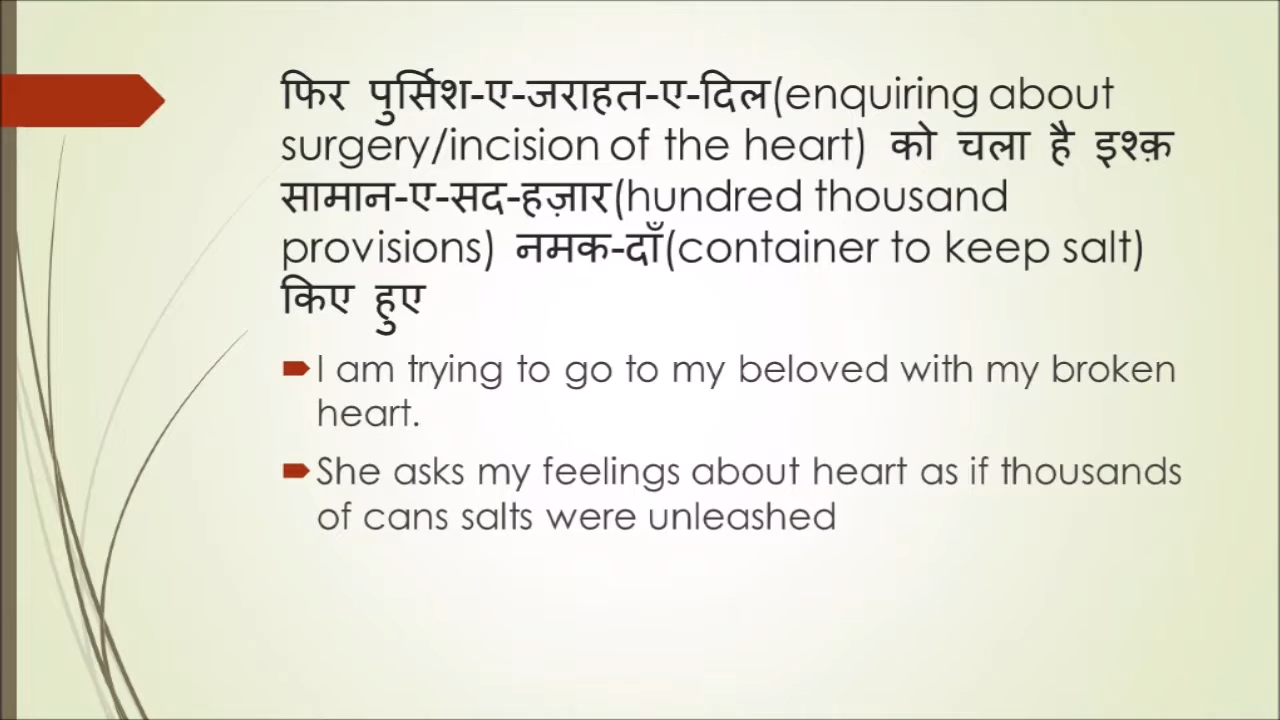 फिर पुर्सिश-ए-जराहत-ए-दिल(enquiring about
surgery/incision of the heart) को चला है इश्क़
सामान-ए-सद-हज़ार(hundred thousand
provisions) नमक-दाँ(container to keep salt)
किए हुए
I am trying to go to my beloved with my broken
heart.
She asks my feelings about heart as if thousands
of cans salts were unleashed